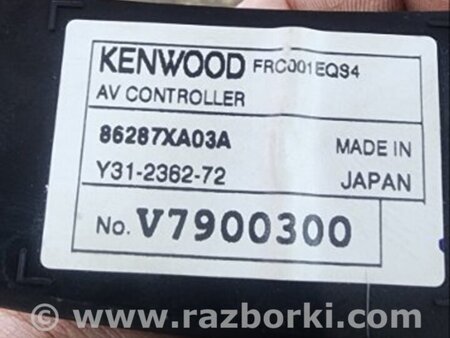 KENWOOD FRC001EQS4
AV CONTROLLER
86287XA03A MADE IN
Y31-2362-72 JAPAN
No. V7900300
www.razborki.com